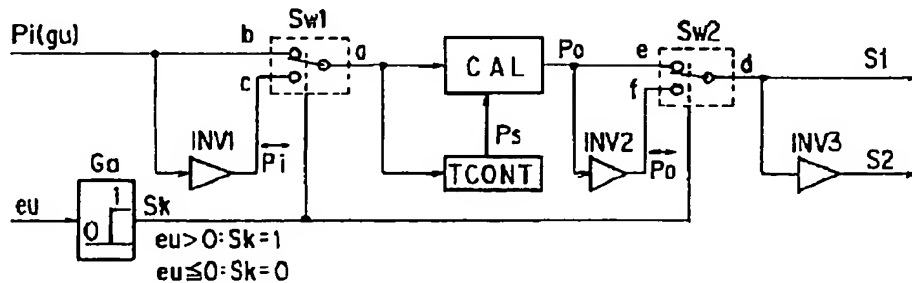 Sw1
Sw2
Pi(gu)
b
a
Po
e
d
S1
CAL
c
f
Ps
INV1
Pi
INV2
Po
INV3
S2
TCONT
Ga
eu
1
0
Sk
eu>0:Sk=1
eu≦0:Sk=0